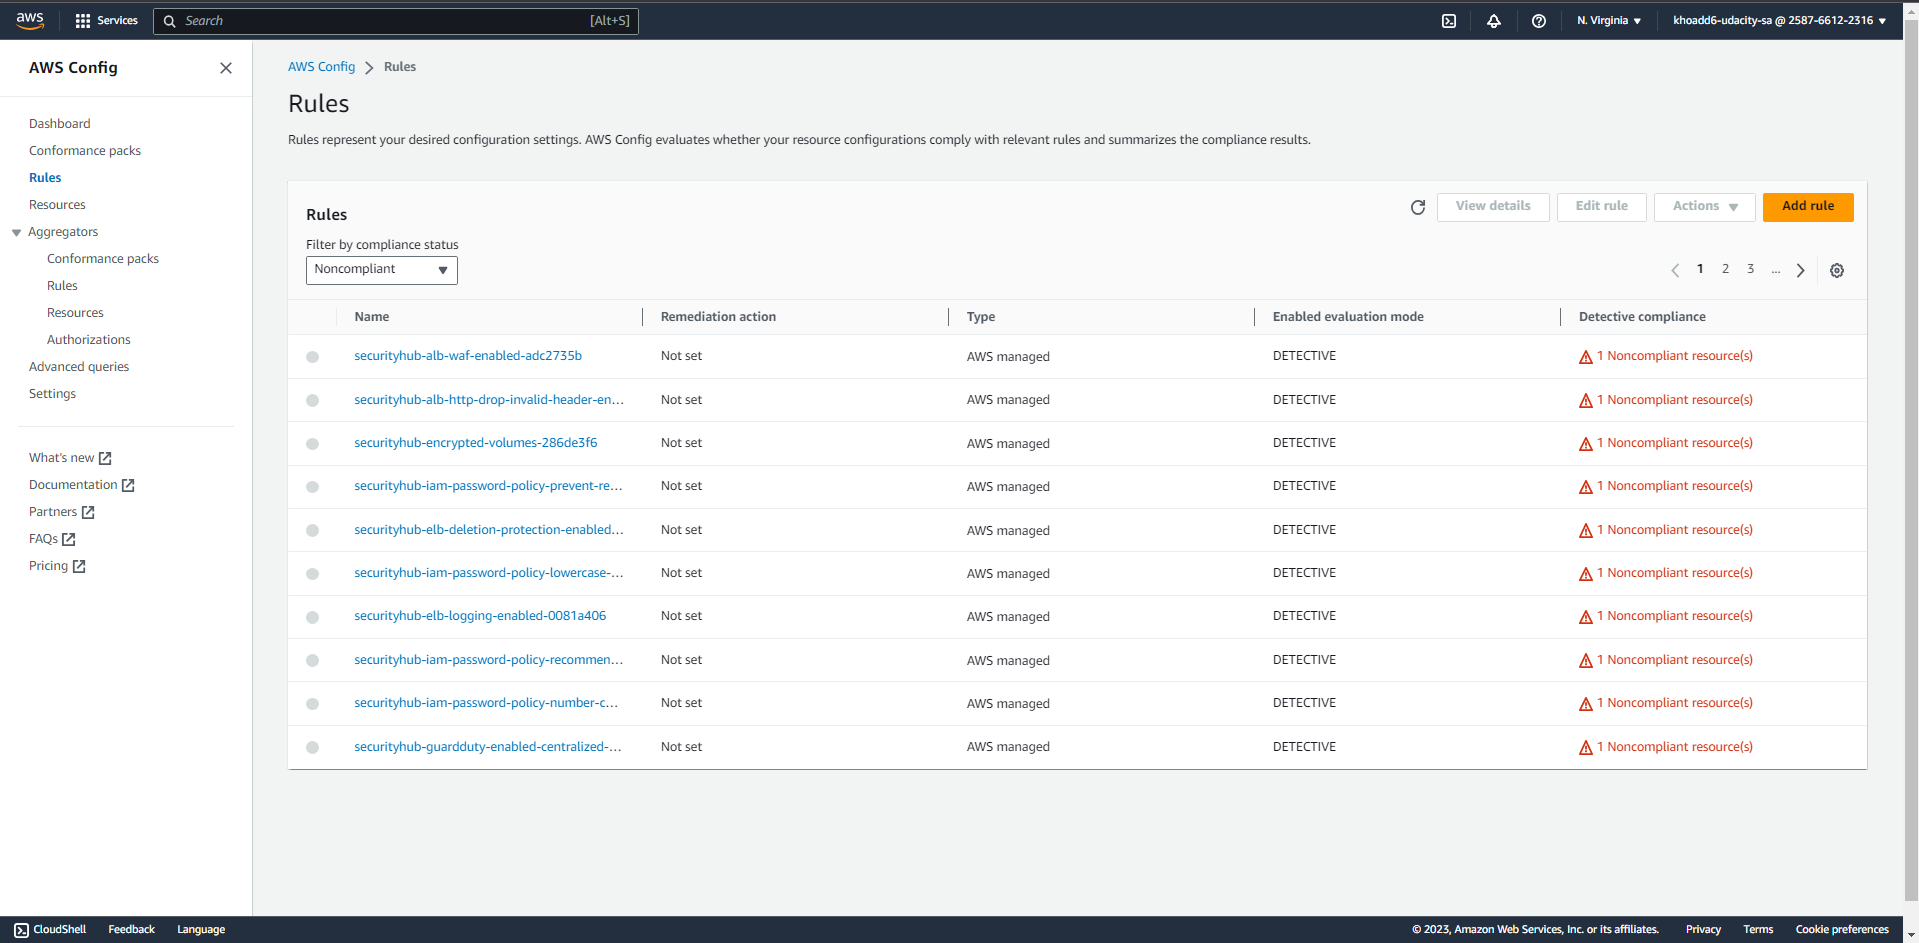 aws Services Search [Alt+S] N. Virginia khoadd6-udacity-sa @ 2587-6612-2316
AWS Config
Dashboard
Conformance packs
Rules
Resources
Aggregators
Conformance packs
Rules
Resources
Authorizations
Advanced queries
Settings
What's new
Documentation
Partners
FAQs
Pricing
AWS Config Rules
Rules
Rules represent your desired configuration settings. AWS Config evaluates whether your resource configurations comply with relevant rules and summarizes the compliance results.
Rules View details Edit rule Actions Add rule
Filter by compliance status
Noncompliant 1 2 3 ...
Name Remediation action Type Enabled evaluation mode Detective compliance
securityhub-alb-waf-enabled-adc2735b Not set AWS managed DETECTIVE 1 Noncompliant resource(s)
securityhub-alb-http-drop-invalid-header-en... Not set AWS managed DETECTIVE 1 Noncompliant resource(s)
securityhub-encrypted-volumes-286de3f6 Not set AWS managed DETECTIVE 1 Noncompliant resource(s)
securityhub-iam-password-policy-prevent-re... Not set AWS managed DETECTIVE 1 Noncompliant resource(s)
securityhub-elb-deletion-protection-enabled... Not set AWS managed DETECTIVE 1 Noncompliant resource(s)
securityhub-iam-password-policy-lowercase-... Not set AWS managed DETECTIVE 1 Noncompliant resource(s)
securityhub-elb-logging-enabled-0081a406 Not set AWS managed DETECTIVE 1 Noncompliant resource(s)
securityhub-iam-password-policy-recommen... Not set AWS managed DETECTIVE 1 Noncompliant resource(s)
securityhub-iam-password-policy-number-c... Not set AWS managed DETECTIVE 1 Noncompliant resource(s)
securityhub-guardduty-enabled-centralized-... Not set AWS managed DETECTIVE 1 Noncompliant resource(s)
CloudShell Feedback Language © 2023, Amazon Web Services, Inc. or its affiliates. Privacy Terms Cookie preferences